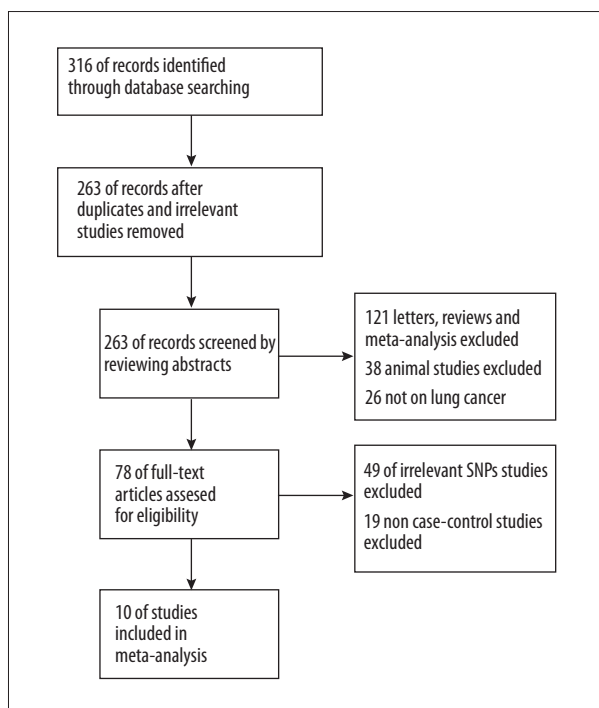 316 of records identified
through database searching
263 of records after
duplicates and irrelevant
studies removed
263 of records screened by
reviewing abstracts
121 letters, reviews and
meta-analysis excluded
38 animal studies excluded
26 not on lung cancer
78 of full-text
articles assesed
for eligibility
49 of irrelevant SNPs studies
excluded
19 non case-control studies
excluded
10 of studies
included in
meta-analysis